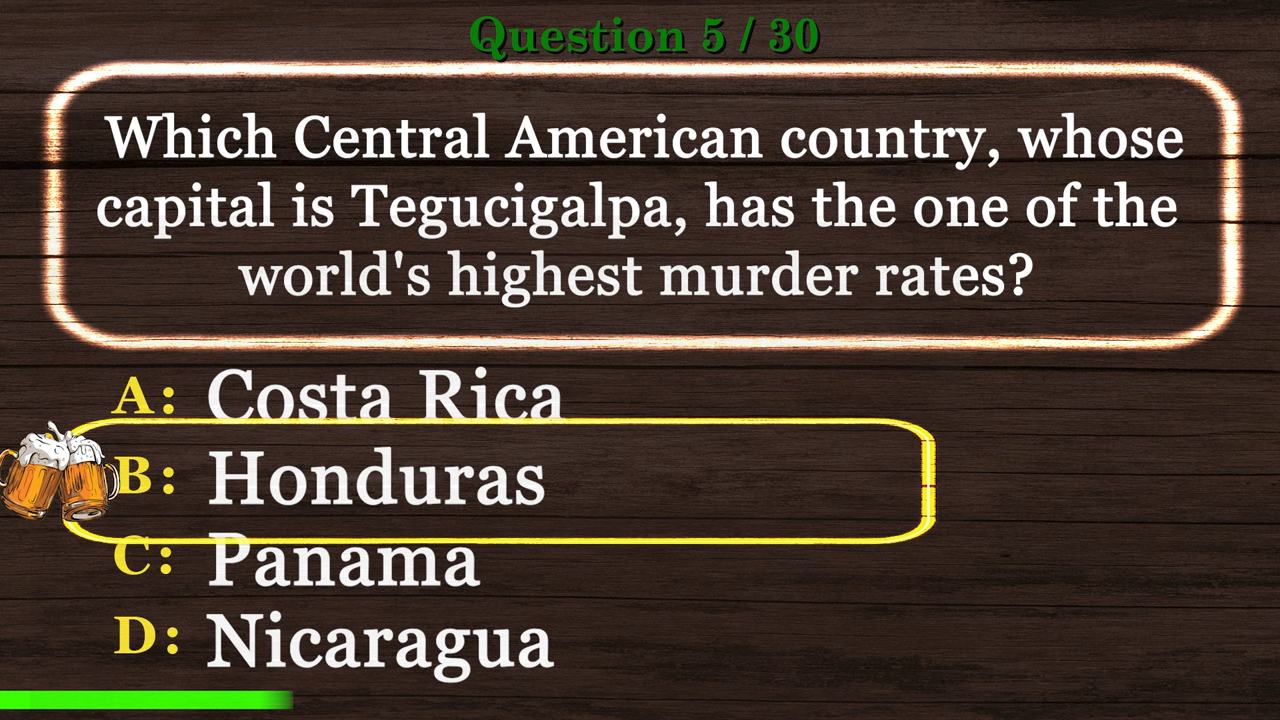 Question 5 / 30
Which Central American country, whose
capital is Tegucigalpa, has the one of the
world's highest murder rates?
A: Costa Rica
B: Honduras
C: Panama
D: Nicaragua